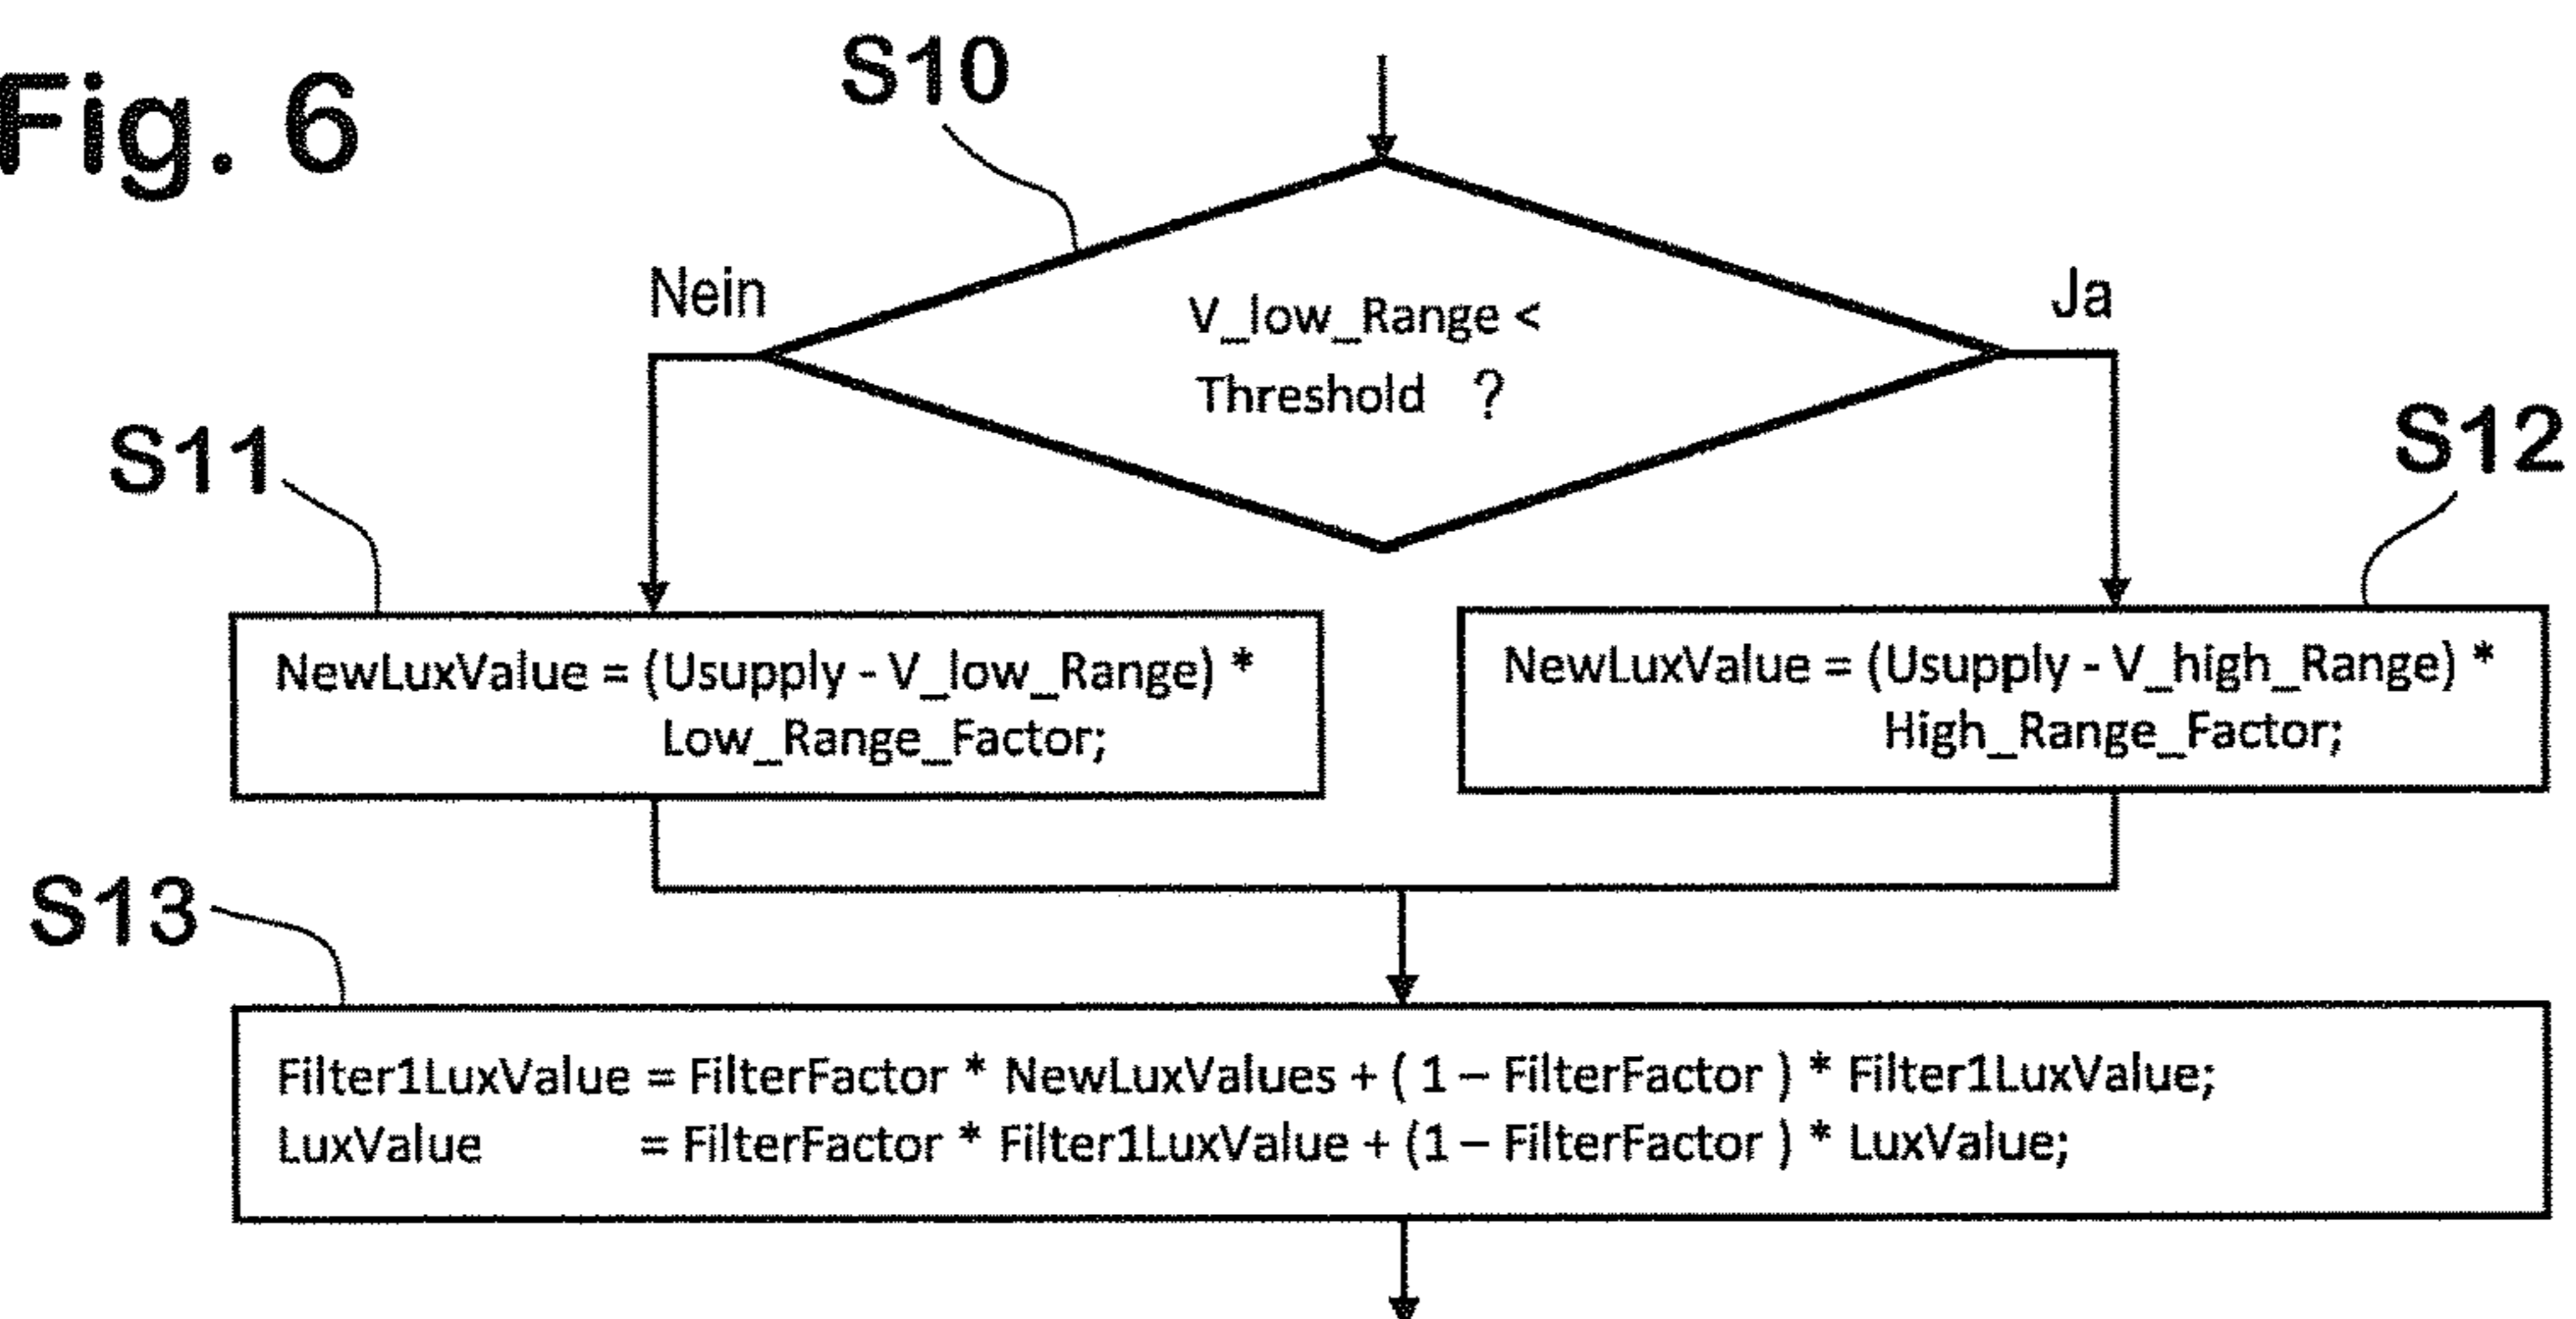 Fig. 6
S10
Nein
Ja
V_low_Range <
Threshold ?
S11
S12
NewLuxValue = (Usupply - V_low_Range) *
Low_Range_Factor;
NewLuxValue = (Usupply - V_high_Range) *
High_Range_Factor;
S13
Filter1LuxValue = FilterFactor * NewLuxValues + ( 1 – FilterFactor ) * Filter1LuxValue;
LuxValue = FilterFactor * Filter1LuxValue + (1 – FilterFactor ) * LuxValue;